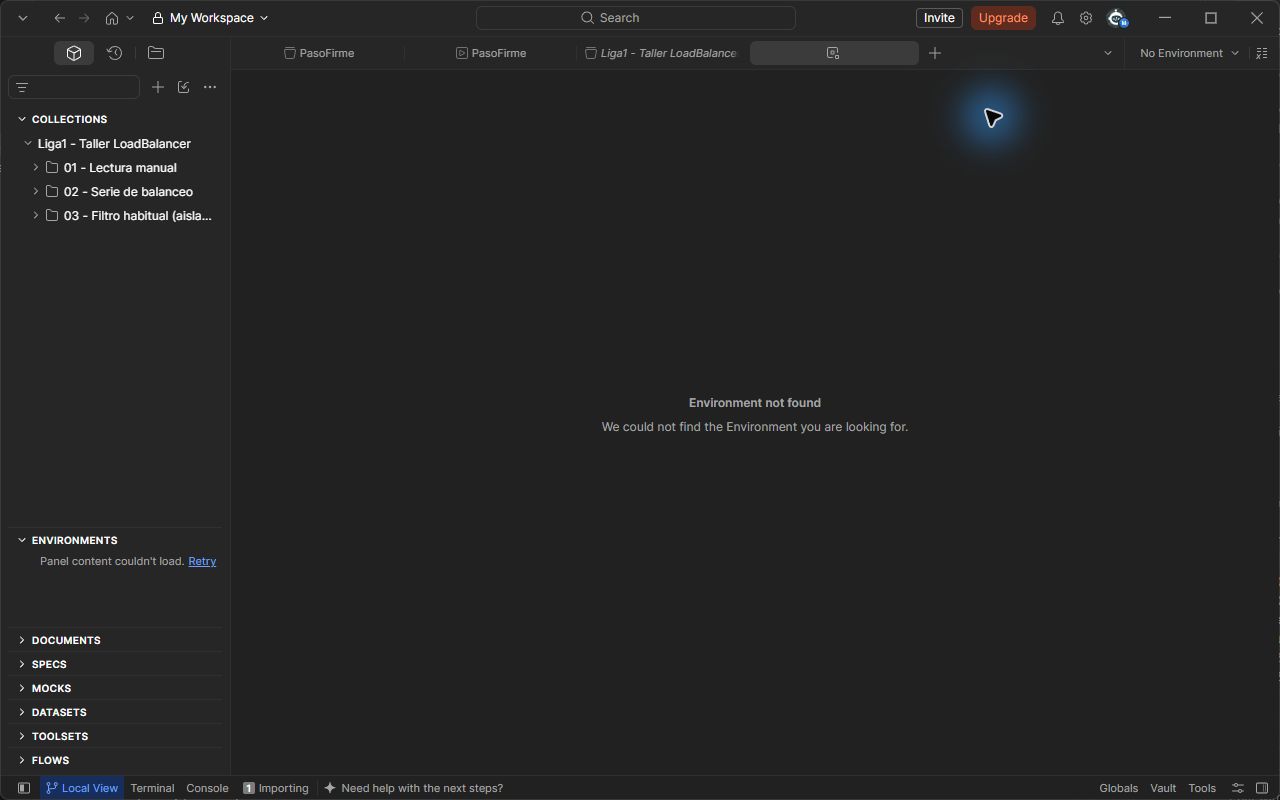 My Workspace
Search
Invite
Upgrade
PasoFirme
PasoFirme
Liga1 - Taller LoadBalance
No Environment
COLLECTIONS
Liga1 - Taller LoadBalancer
01 - Lectura manual
02 - Serie de balanceo
03 - Filtro habitual (aisla...
Environment not found
We could not find the Environment you are looking for.
ENVIRONMENTS
Panel content couldn't load. Retry
DOCUMENTS
SPECS
MOCKS
DATASETS
TOOLSETS
FLOWS
Local View
Terminal
Console
1 Importing
Need help with the next steps?
Globals
Vault
Tools